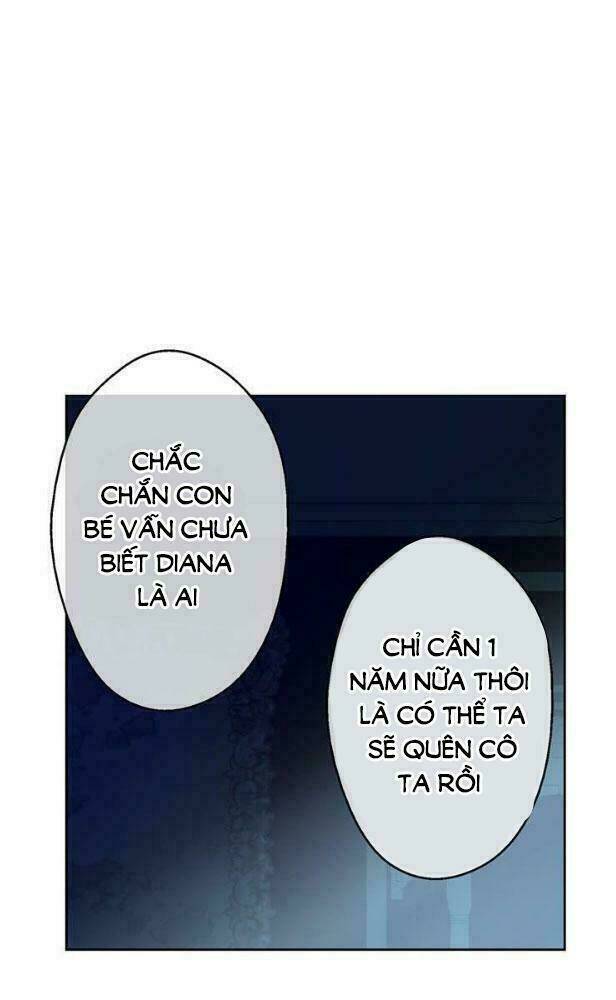 CHẮC
CHẮN CON
BÉ VẪN CHƯA
BIẾT DIANA
LÀ AI
CHỈ CẦN 1
NĂM NỮA THÔI
LÀ CÓ THỂ TA
SẼ QUÊN CÔ
TA RỒI